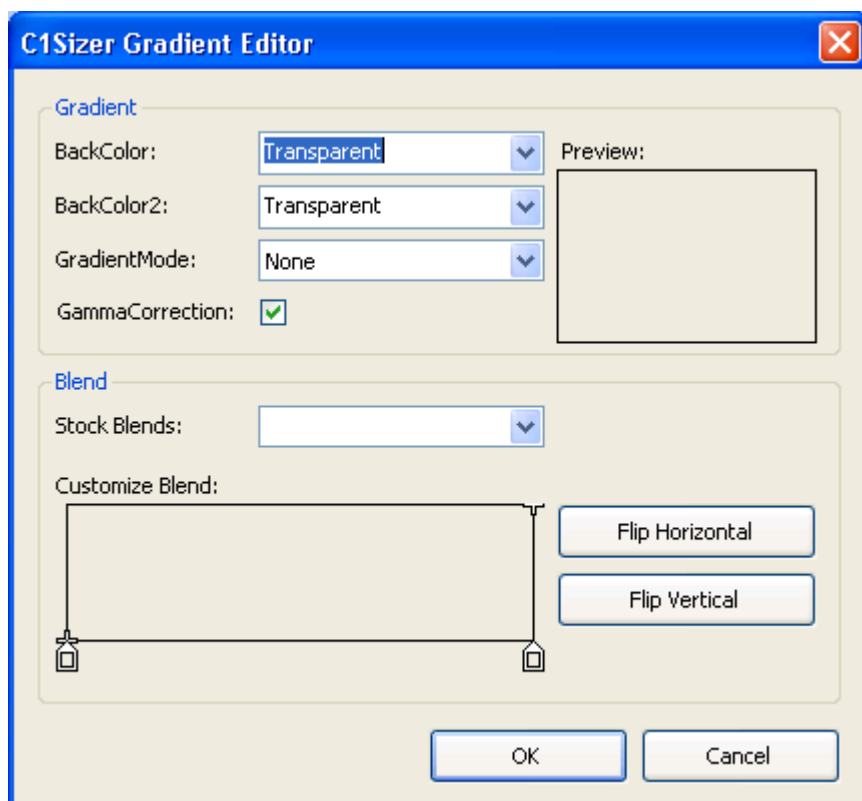 C1Sizer Gradient Editor
Gradient
BackColor: Transparent Preview:
BackColor2: Transparent
GradientMode: None
GammaCorrection:
Blend
Stock Blends:
Customize Blend:
Flip Horizontal
Flip Vertical
OK Cancel